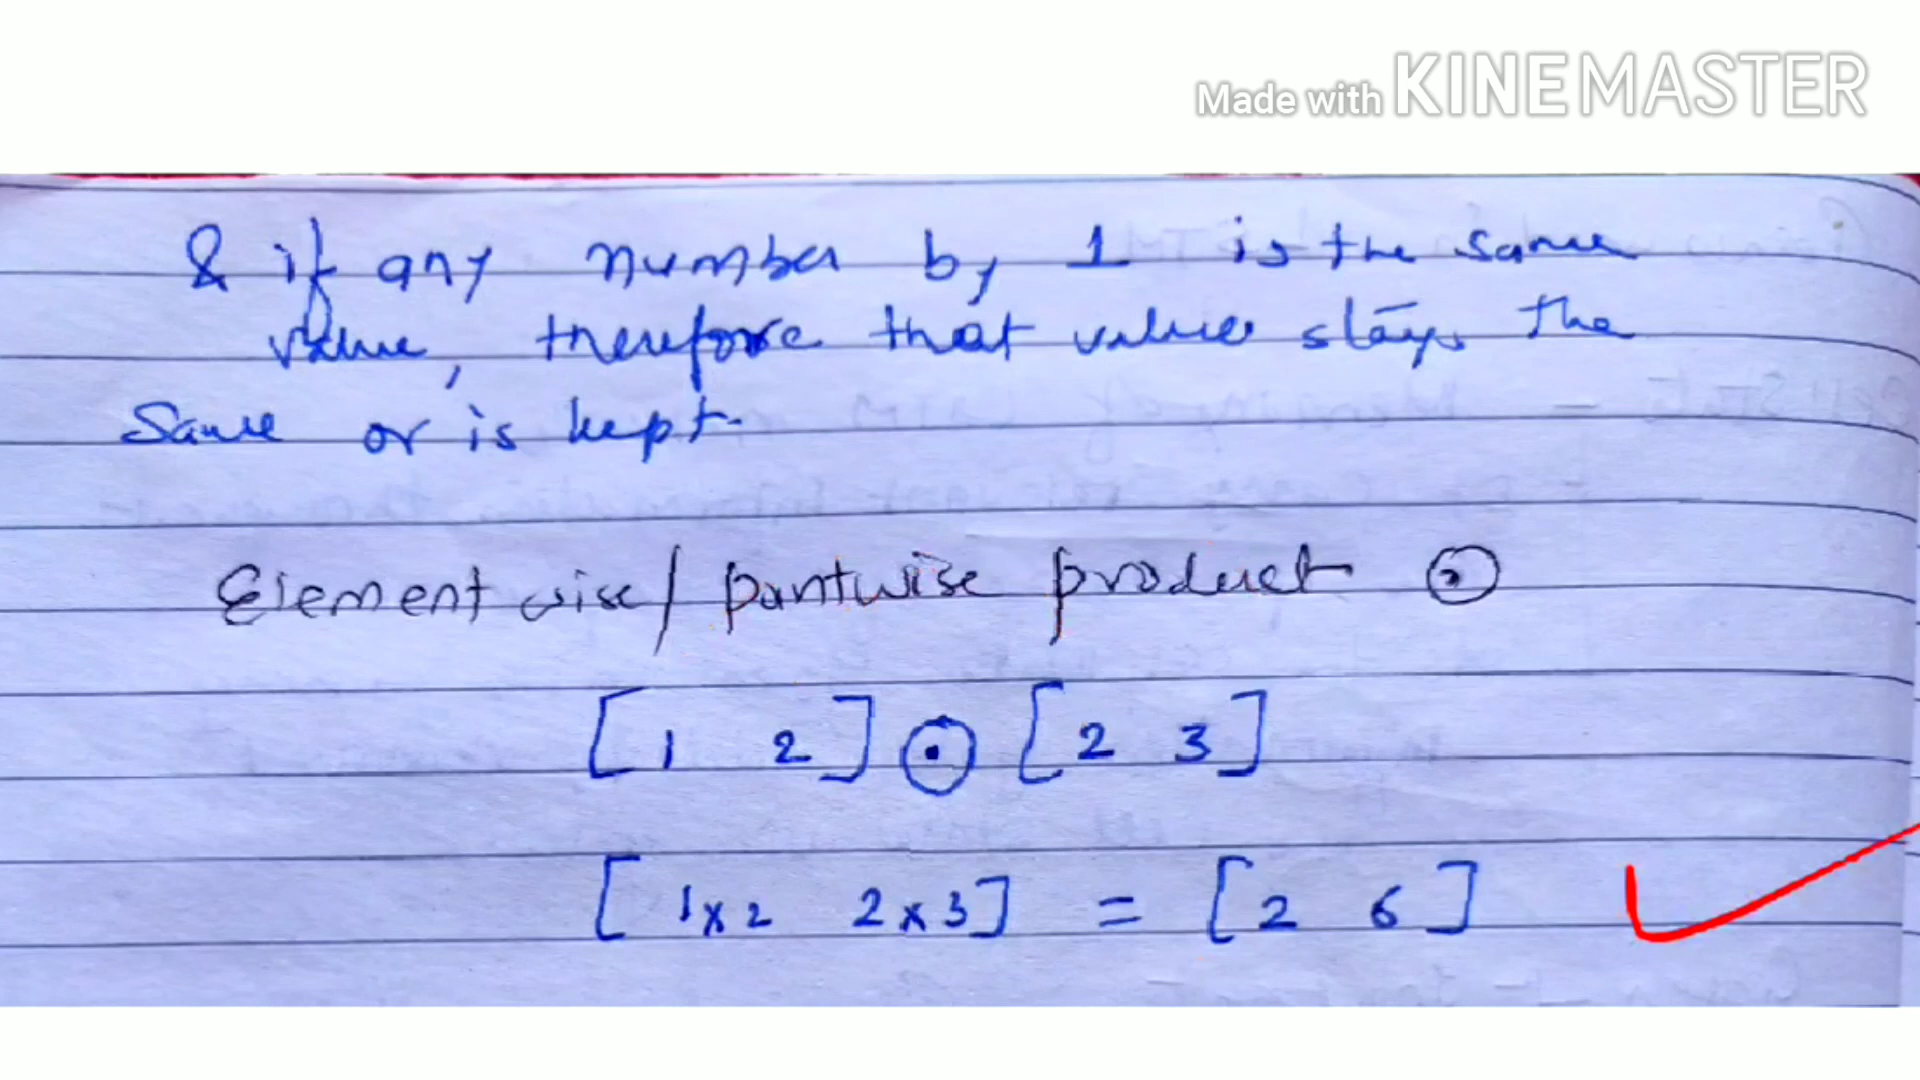 Made with KINEMASTER
& if any number by 1 is the same
value, therefore that value stays the
same or is kept.
Element wise/ pointwise product ⊙
[ 1 2 ] ⊙ [ 2 3 ]
[ 1x2 2x3 ] = [ 2 6 ]